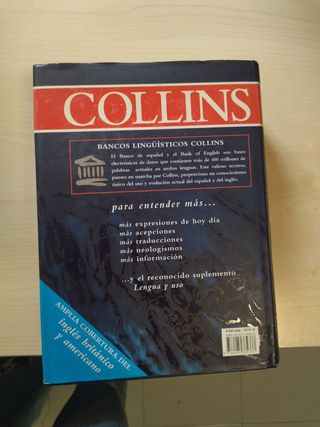 COLLINS
BANCOS LINGÜÍSTICOS COLLINS
El Banco de español y el Bank of English son bases
electrónicas de datos que contienen más de 400 millones de
palabras actuales en ambas lenguas. Este valioso recurso,
puesto en marcha por Collins, proporciona un conocimiento
único del uso y evolución actual del español y del inglés.
para entender más...
más expresiones de hoy día
más acepciones
más traducciones
más neologismos
más información
...y el reconocido suplemento
Lengua y uso
AMPLIA COBERTURA DEL
inglés británico
y americano